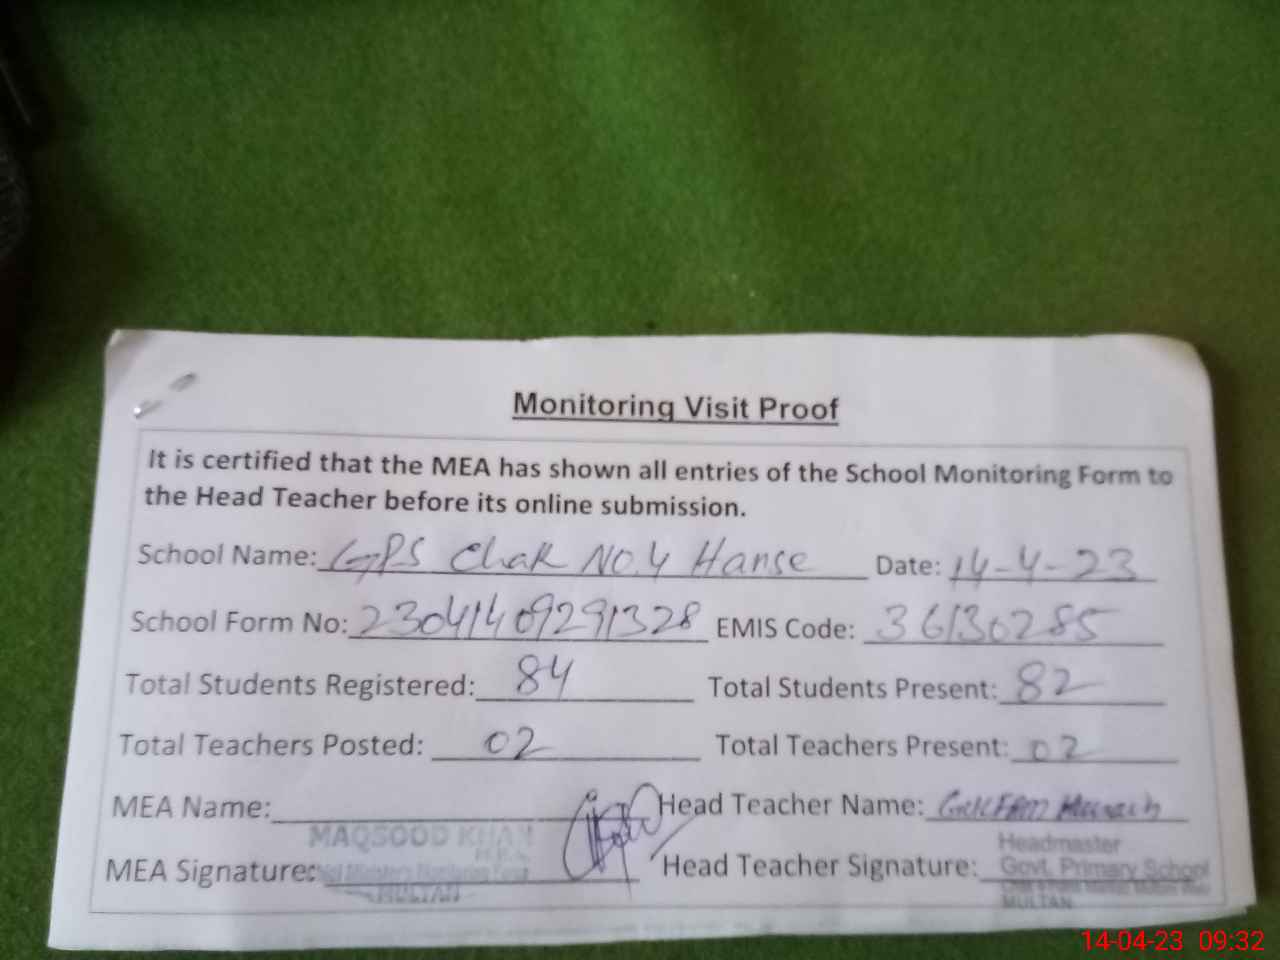 Monitoring Visit Proof
It is certified that the MEA has shown all entries of the School Monitoring Form to
the Head Teacher before its online submission.
School Name: GPS Chak No.4 Hanse Date: 14-4-23
School Form No: 23041409291328 EMIS Code: 36130285
Total Students Registered: 84 Total Students Present: 82
Total Teachers Posted: 02 Total Teachers Present: 02
MEA Name: Head Teacher Name: GULFAM
MAQSOOD KHAN
Headmaster
MEA Signature: Head Teacher Signature:
Govt. Primary School
MULTAN
MULTAN
14-04-23 09:32